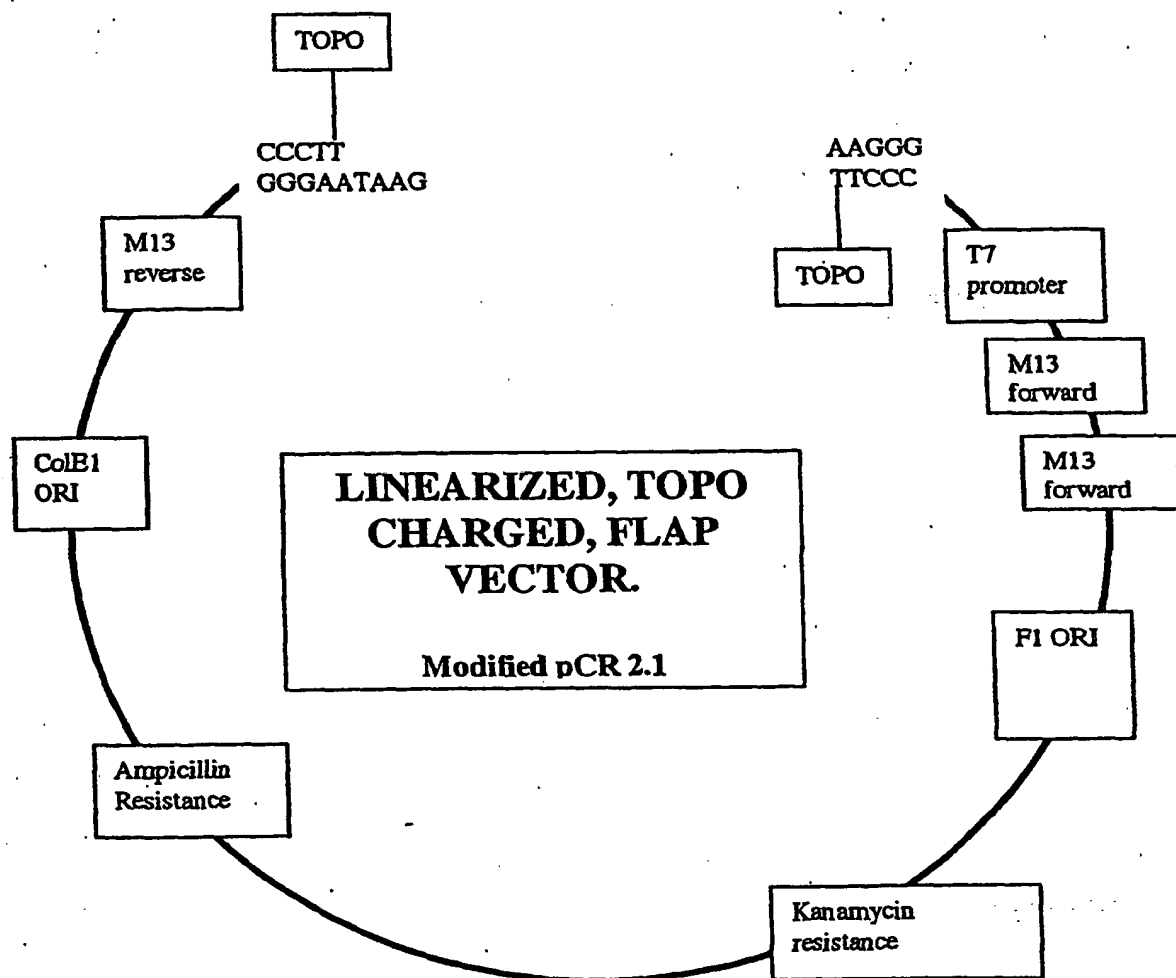 TOPO
CCCTT
GGGAATAAG
AAGGG
TTCCC
TOPO
M13
reverse
T7
promoter
M13
forward
M13
forward
ColE1
ORI
LINEARIZED, TOPO
CHARGED, FLAP
VECTOR.
Modified pCR 2.1
F1 ORI
Ampicillin
Resistance
Kanamycin
resistance